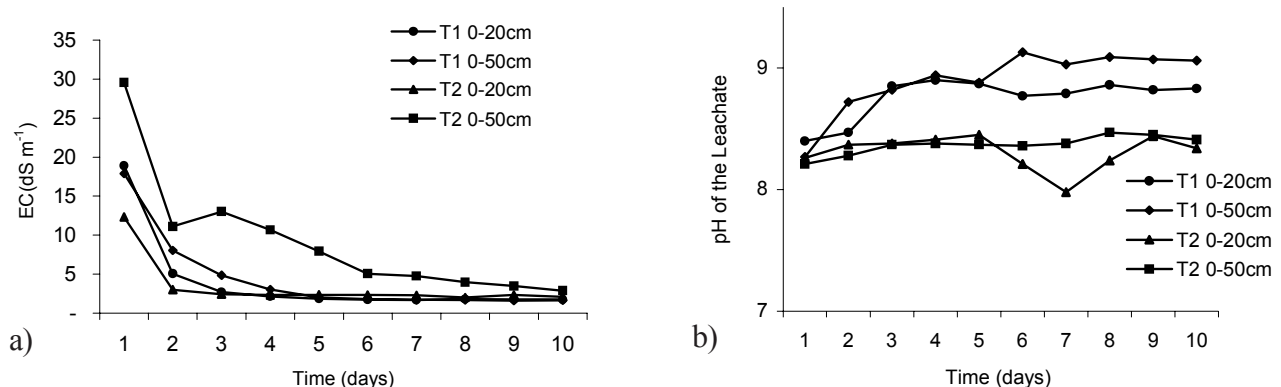 35
30
25
20
15
10
5
-
EC(dS m⁻¹)
T1 0-20cm
T1 0-50cm
T2 0-20cm
T2 0-50cm
1 2 3 4 5 6 7 8 9 10
Time (days)
a)
9
8
7
pH of the Leachate
T1 0-20cm
T1 0-50cm
T2 0-20cm
T2 0-50cm
1 2 3 4 5 6 7 8 9 10
Time (days)
b)